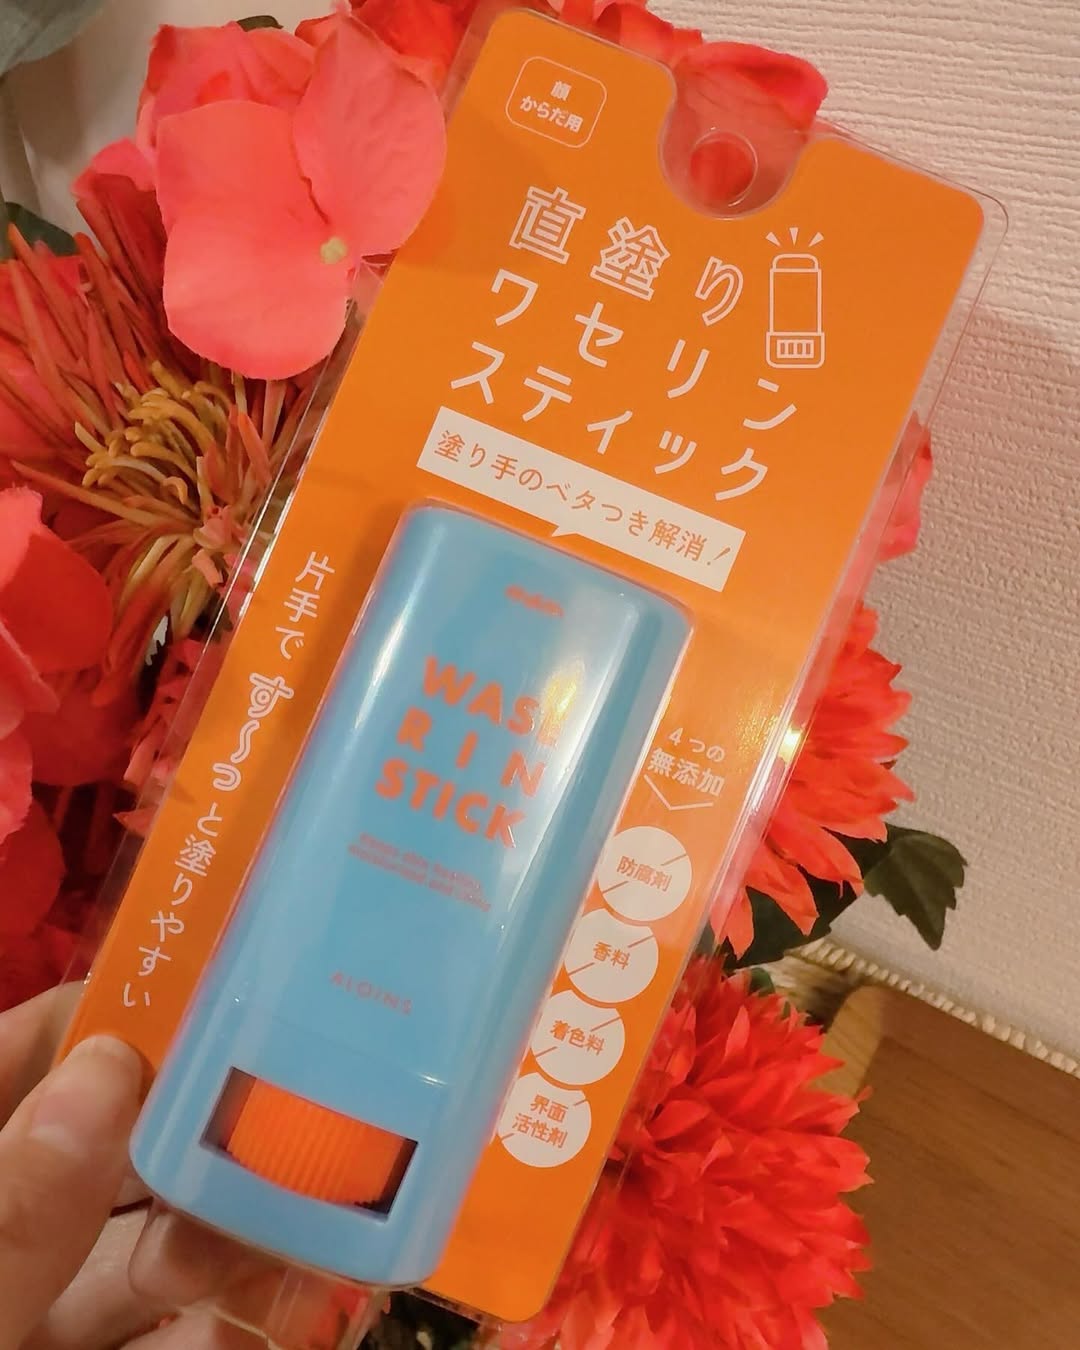 顔
からだ用
直塗り
ワセリン
スティック
塗り手のベタつき解消!
片手です〜っと塗りやすい
WASE
RIN
STICK
ALOINS
4つの
無添加
防腐剤
香料
着色料
界面
活性剤